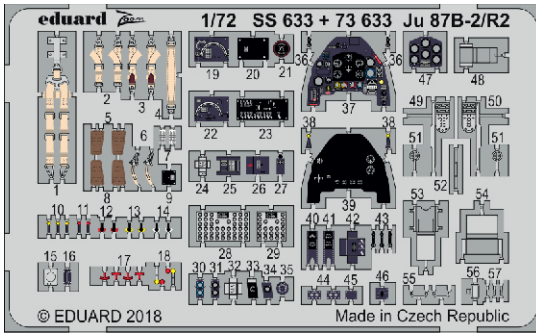 eduard Zoom 1/72 SS 633 + 73 633 Ju 87B-2/R2
19 20 21 36 36 47 48
2 3 4 37
22 23 49 50
5 6 7 38 38 51 51
24 25 26 27 52
1 8 9 39 53 54
10 11 12 13 14 28 29 40 41 42 43
15 16 17 18 30 31 32 33 34 35 44 45 46 55 56 57
© EDUARD 2018 Made in Czech Republic